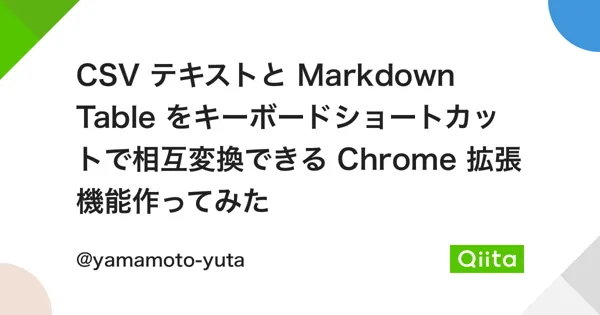 CSV テキストと Markdown
Table をキーボードショートカッ
トで相互変換できる Chrome 拡張
機能作ってみた
@yamamoto-yuta
Qiita